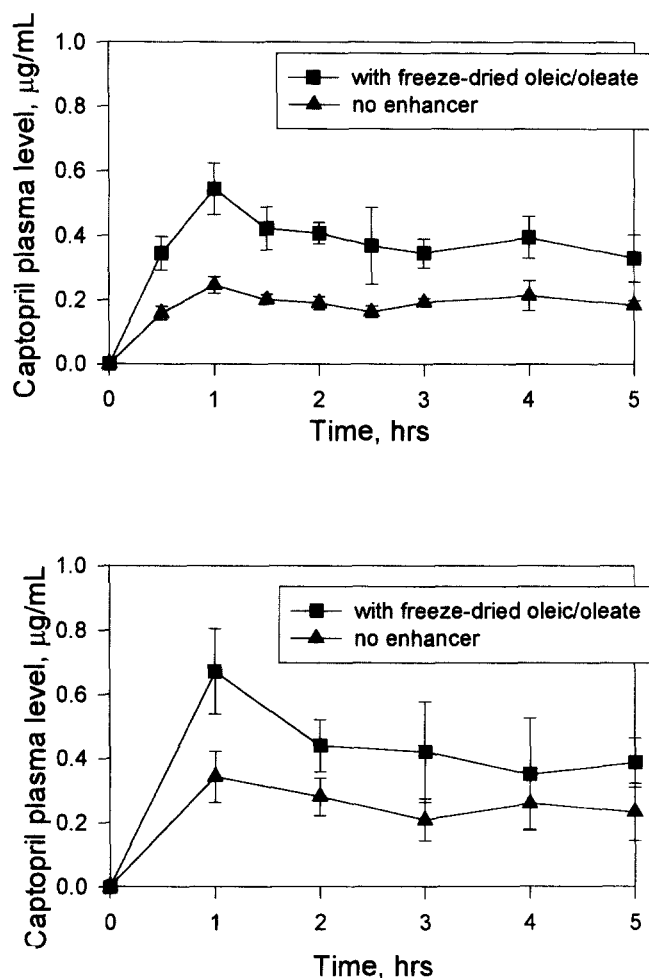 1.0
0.8
0.6
0.4
0.2
0.0
Captopril plasma level, µg/mL
with freeze-dried oleic/oleate
no enhancer
0 1 2 3 4 5
Time, hrs
1.0
0.8
0.6
0.4
0.2
0.0
Captopril plasma level, µg/mL
with freeze-dried oleic/oleate
no enhancer
0 1 2 3 4 5
Time, hrs